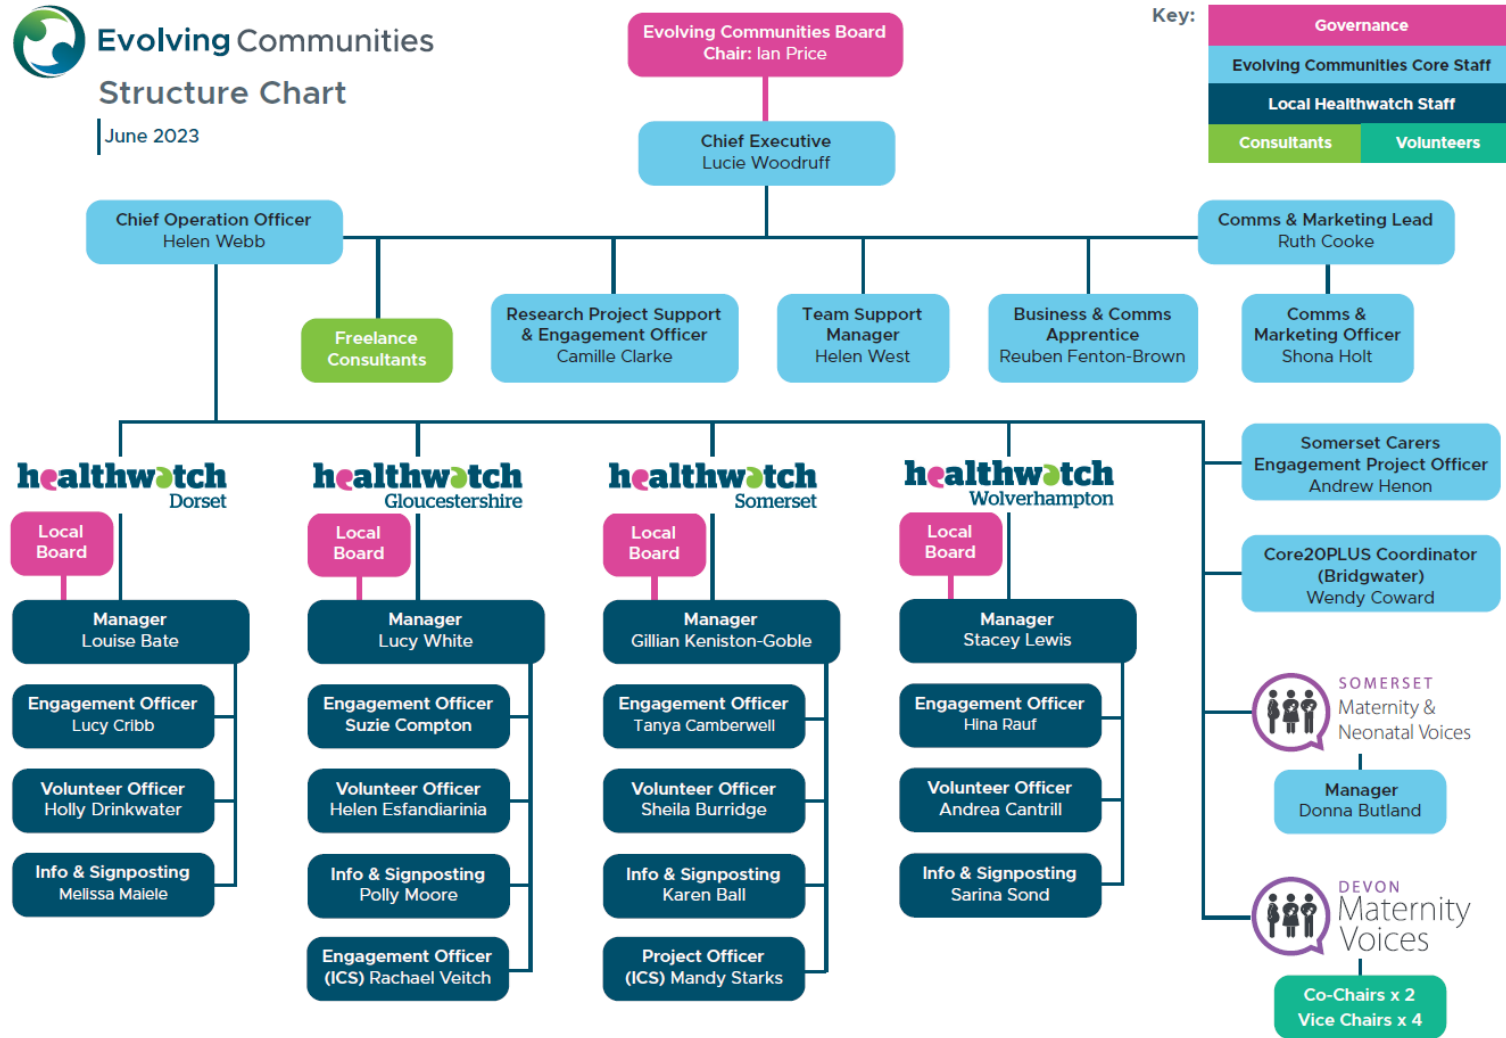 Evolving Communities
Structure Chart
June 2023
Evolving Communities Board
Chair: Ian Price
Key:
Governance
Evolving Communities Core Staff
Local Healthwatch Staff
Consultants
Volunteers
Chief Executive
Lucie Woodruff
Chief Operation Officer
Helen Webb
Comms & Marketing Lead
Ruth Cooke
Freelance
Consultants
Research Project Support
& Engagement Officer
Camille Clarke
Team Support
Manager
Helen West
Business & Comms
Apprentice
Reuben Fenton-Brown
Comms &
Marketing Officer
Shona Holt
healthwatch
Dorset
Local
Board
Manager
Louise Bate
Engagement Officer
Lucy Cribb
Volunteer Officer
Holly Drinkwater
Info & Signposting
Melissa Maiele
healthwatch
Gloucestershire
Local
Board
Manager
Lucy White
Engagement Officer
Suzie Compton
Volunteer Officer
Helen Esfandiarinia
Info & Signposting
Polly Moore
Engagement Officer
(ICS) Rachael Veitch
healthwatch
Somerset
Local
Board
Manager
Gillian Keniston-Goble
Engagement Officer
Tanya Camberwell
Volunteer Officer
Sheila Burridge
Info & Signposting
Karen Ball
Project Officer
(ICS) Mandy Starks
healthwatch
Wolverhampton
Local
Board
Manager
Stacey Lewis
Engagement Officer
Hina Rauf
Volunteer Officer
Andrea Cantrill
Info & Signposting
Sarina Sond
Somerset Carers
Engagement Project Officer
Andrew Henon
Core20PLUS Coordinator
(Bridgwater)
Wendy Coward
SOMERSET
Maternity &
Neonatal Voices
Manager
Donna Butland
DEVON
Maternity
Voices
Co-Chairs x 2
Vice Chairs x 4